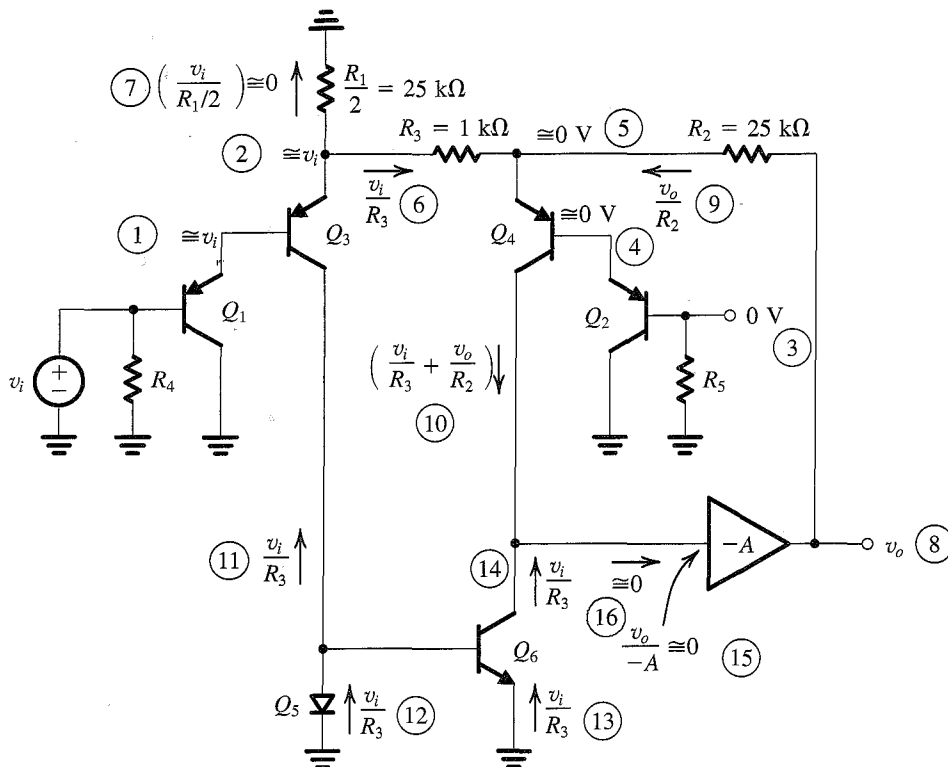 ⑦ ( v_i / (R_1/2) ) ≅0
R_1/2 = 25 kΩ
② ≅v_i
R_3 = 1 kΩ
≅0 V ⑤
R_2 = 25 kΩ
v_i/R_3 ⑥
v_o/R_2 ⑨
① ≅v_i
Q_3
Q_4
≅0 V
④
Q_1
Q_2
0 V
③
v_i
+
−
R_4
( v_i/R_3 + v_o/R_2 )
⑩
R_5
⑪ v_i/R_3
⑭
v_i/R_3
≅0
⑯
−A
v_o ⑧
v_o/−A ≅0 ⑮
Q_6
Q_5
v_i/R_3 ⑫
v_i/R_3 ⑬